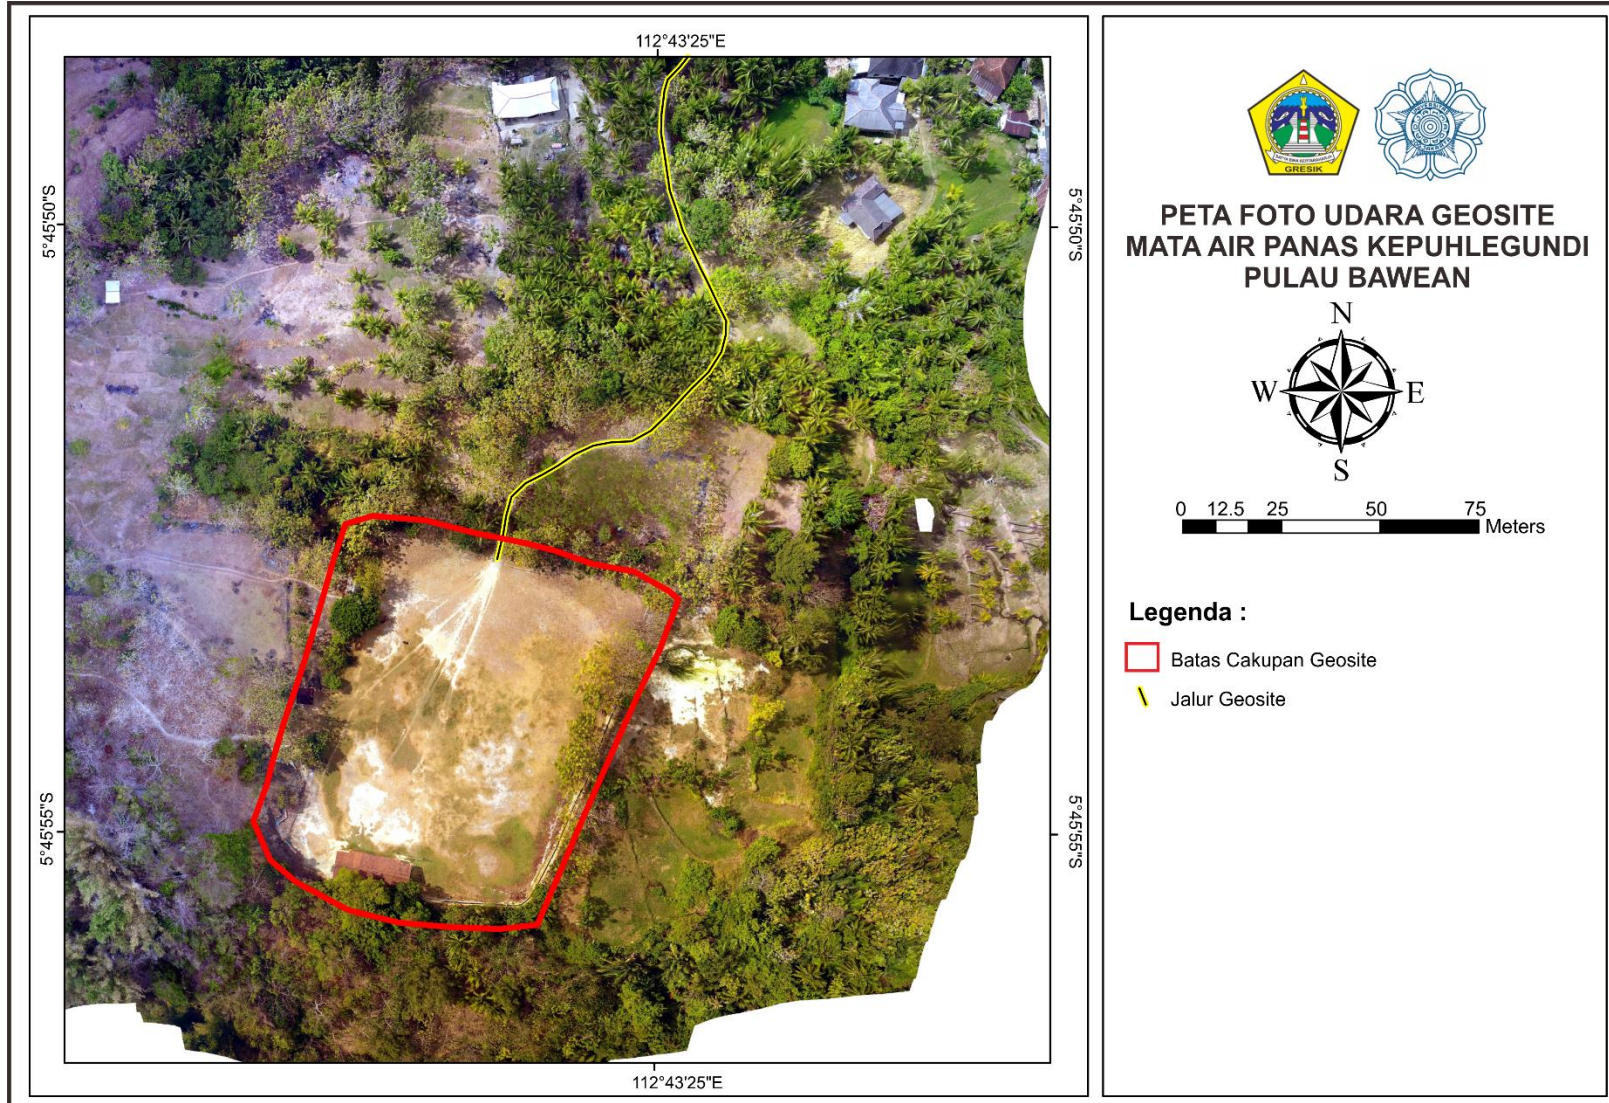 112°43'25"E
5°45'50"S
5°45'50"S
5°45'55"S
5°45'55"S
112°43'25"E
GRESIK
PETA FOTO UDARA GEOSITE
MATA AIR PANAS KEPUHLEGUNDI
PULAU BAWEAN
N
W E
S
0 12.5 25 50 75
Meters
Legenda :
Batas Cakupan Geosite
Jalur Geosite